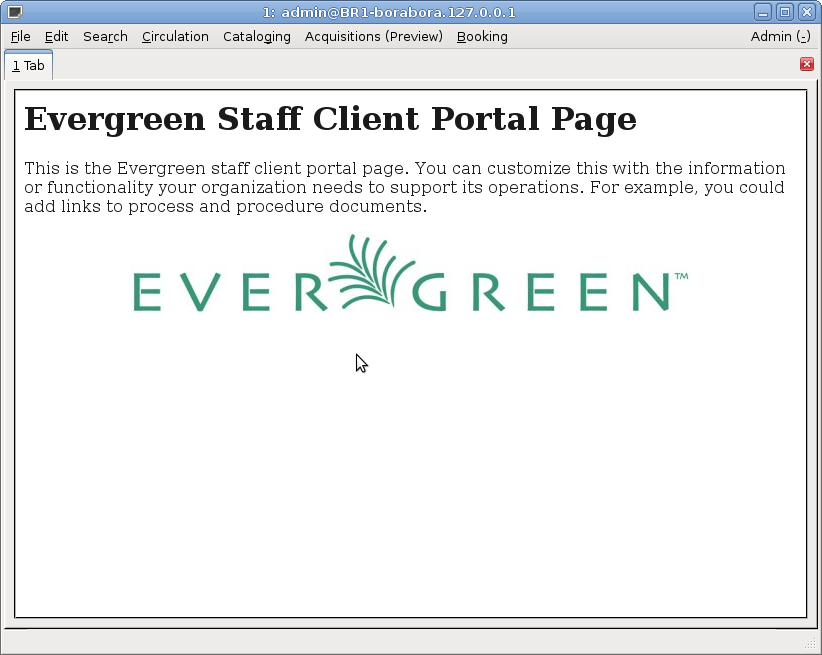 1: admin@BR1-borabora.127.0.0.1
File Edit Search Circulation Cataloging Acquisitions (Preview) Booking Admin (-)
1 Tab
Evergreen Staff Client Portal Page
This is the Evergreen staff client portal page. You can customize this with the information
or functionality your organization needs to support its operations. For example, you could
add links to process and procedure documents.
EVERGREEN™